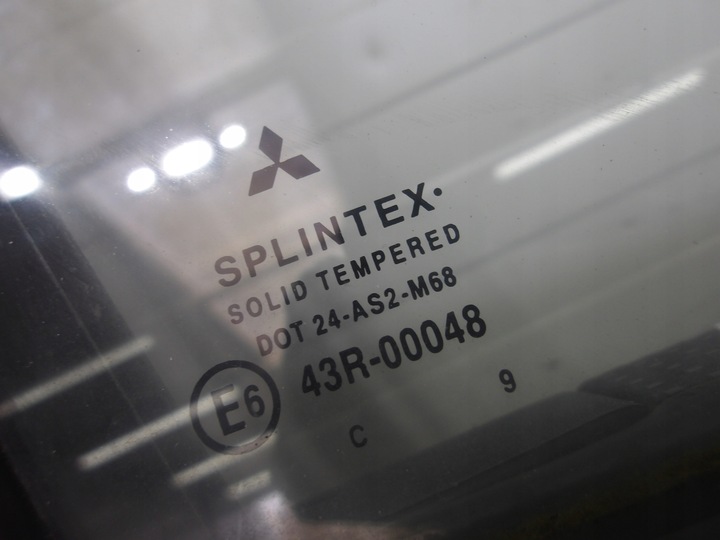 SPLINTEX.
SOLID TEMPERED
DOT 24-AS2-M68
E6 43R-00048
C 9